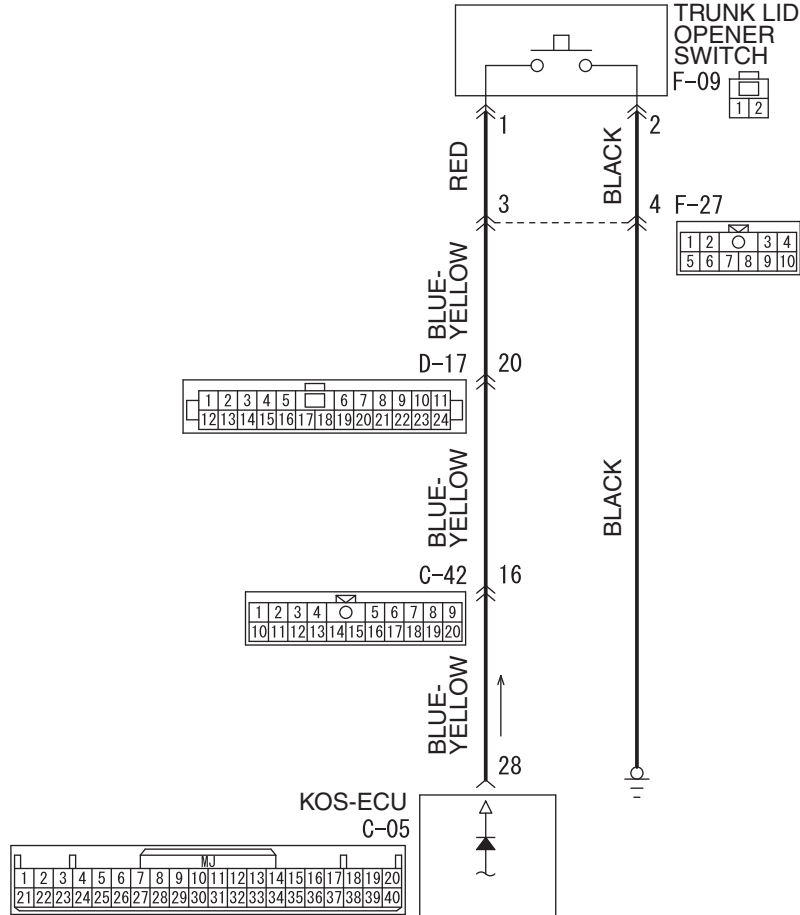 TRUNK LID
OPENER
SWITCH
F-09
1 2
1
2
RED
BLACK
3
4
F-27
1 2 3 4
5 6 7 8 9 10
BLUE-
YELLOW
D-17
20
1 2 3 4 5 6 7 8 9 10 11
12 13 14 15 16 17 18 19 20 21 22 23 24
BLUE-
YELLOW
BLACK
C-42
16
1 2 3 4 5 6 7 8 9
10 11 12 13 14 15 16 17 18 19 20
BLUE-
YELLOW
28
KOS-ECU
C-05
MJ
1 2 3 4 5 6 7 8 9 10 11 12 13 14 15 16 17 18 19 20
21 22 23 24 25 26 27 28 29 30 31 32 33 34 35 36 37 38 39 40